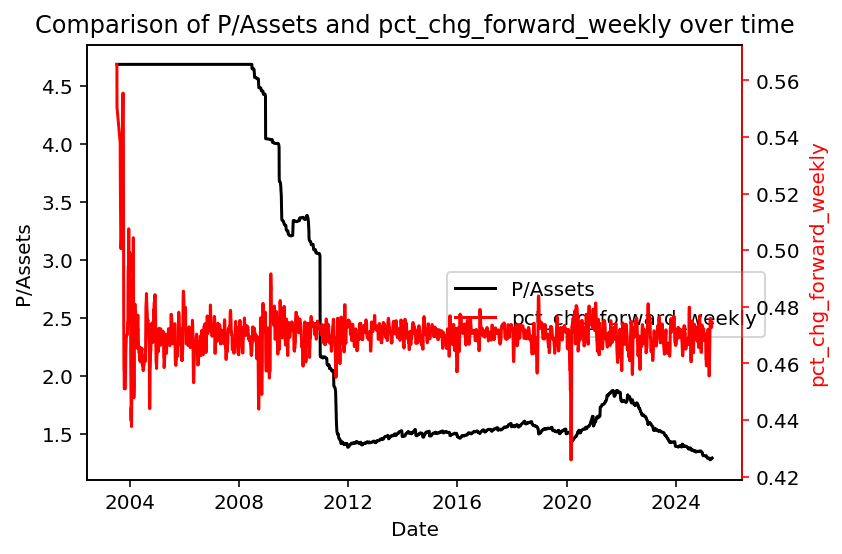 Comparison of P/Assets and pct_chg_forward_weekly over time
4.5
4.0
3.5
3.0
2.5
2.0
1.5
P/Assets
0.56
0.54
0.52
0.50
0.48
0.46
0.44
0.42
pct_chg_forward_weekly
P/Assets
pct_chg_forward_weekly
2004 2008 2012 2016 2020 2024
Date